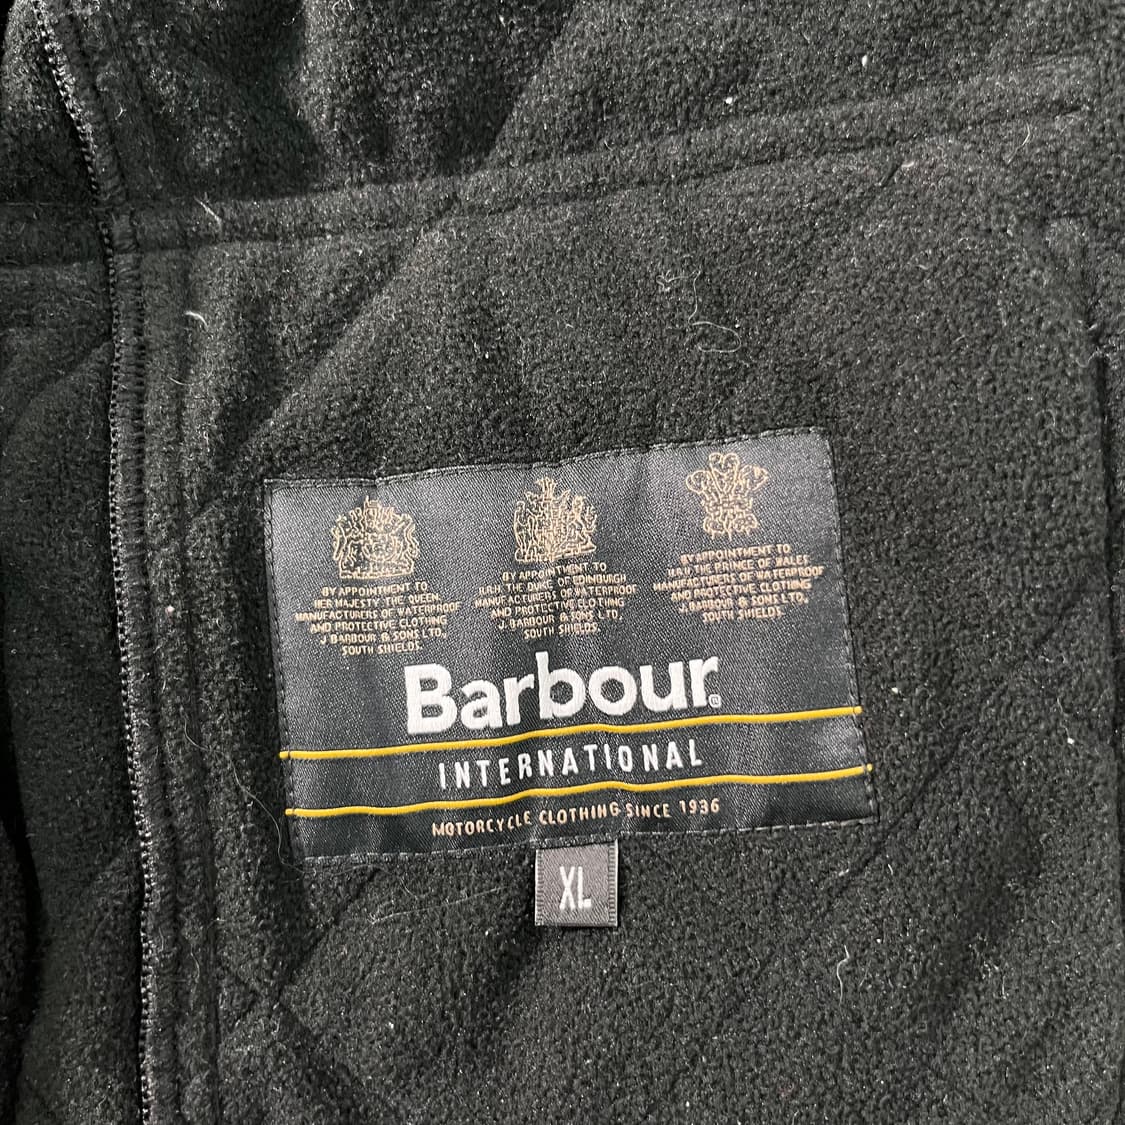 BY APPOINTMENT TO
HER MAJESTY THE QUEEN
MANUFACTURERS OF WATERPROOF
AND PROTECTIVE CLOTHING
J. BARBOUR & SONS LTD,
SOUTH SHIELDS.
BY APPOINTMENT TO
H.R.H. THE DUKE OF EDINBURGH
MANUFACTURERS OF WATERPROOF
AND PROTECTIVE CLOTHING
J. BARBOUR & SONS LTD,
SOUTH SHIELDS.
BY APPOINTMENT TO
H.R.H. THE PRINCE OF WALES
MANUFACTURERS OF WATERPROOF
AND PROTECTIVE CLOTHING
J. BARBOUR & SONS LTD,
SOUTH SHIELDS.
Barbour®
INTERNATIONAL
MOTORCYCLE CLOTHING SINCE 1936
XL